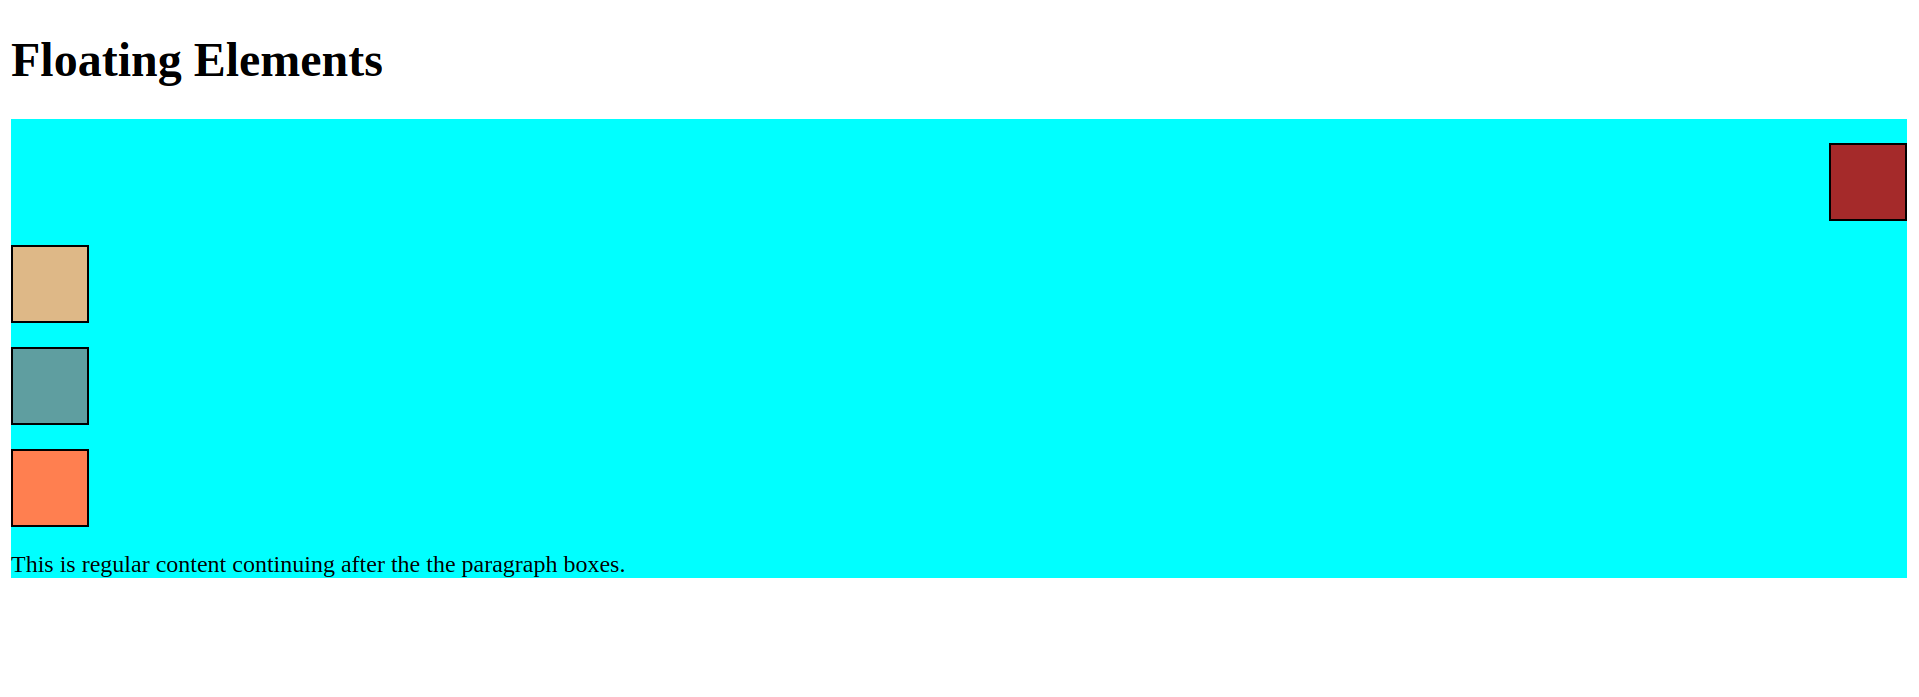 Floating Elements
This is regular content continuing after the the paragraph boxes.